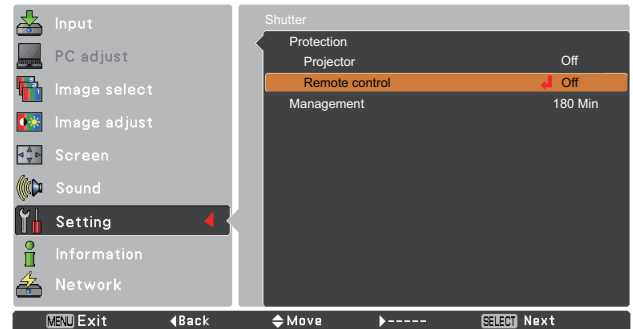 Input
PC adjust
Image select
Image adjust
Screen
Sound
Setting
Information
Network
Shutter
Protection
Projector Off
Remote control Off
Management 180 Min
MENU Exit Back Move ----- SELECT Next